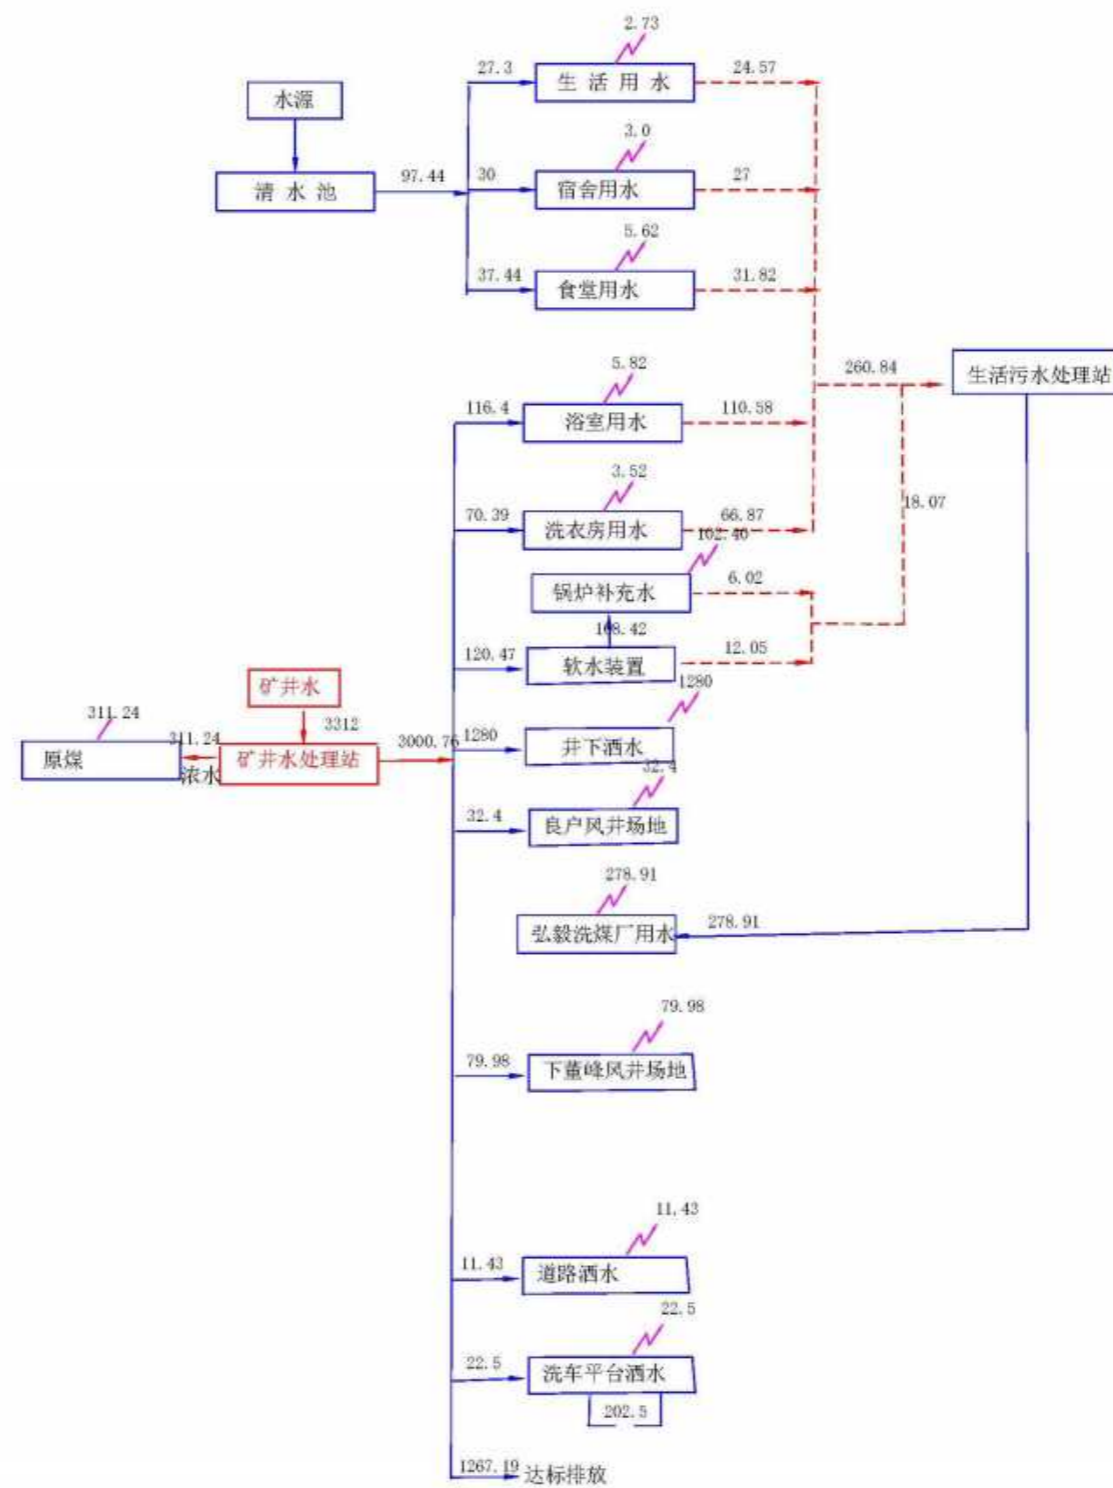 2.73
27.3
生活用水
24.57
水源
3.0
清水池
97.44
30
宿舍用水
27
5.62
37.44
食堂用水
31.82
5.82
260.84
生活污水处理站
116.4
浴室用水
110.58
3.52
18.07
70.39
洗衣房用水
66.87
102.40
锅炉补充水
6.02
108.42
120.47
软水装置
12.05
矿井水
1280
311.24
3312
311.24
3000.76
1280
井下洒水
原煤
矿井水处理站
浓水
32.4
32.4
良户风井场地
278.91
弘毅洗煤厂用水
278.91
79.98
79.98
下董峰风井场地
11.43
11.43
道路洒水
22.5
22.5
洗车平台洒水
202.5
1267.19
达标排放